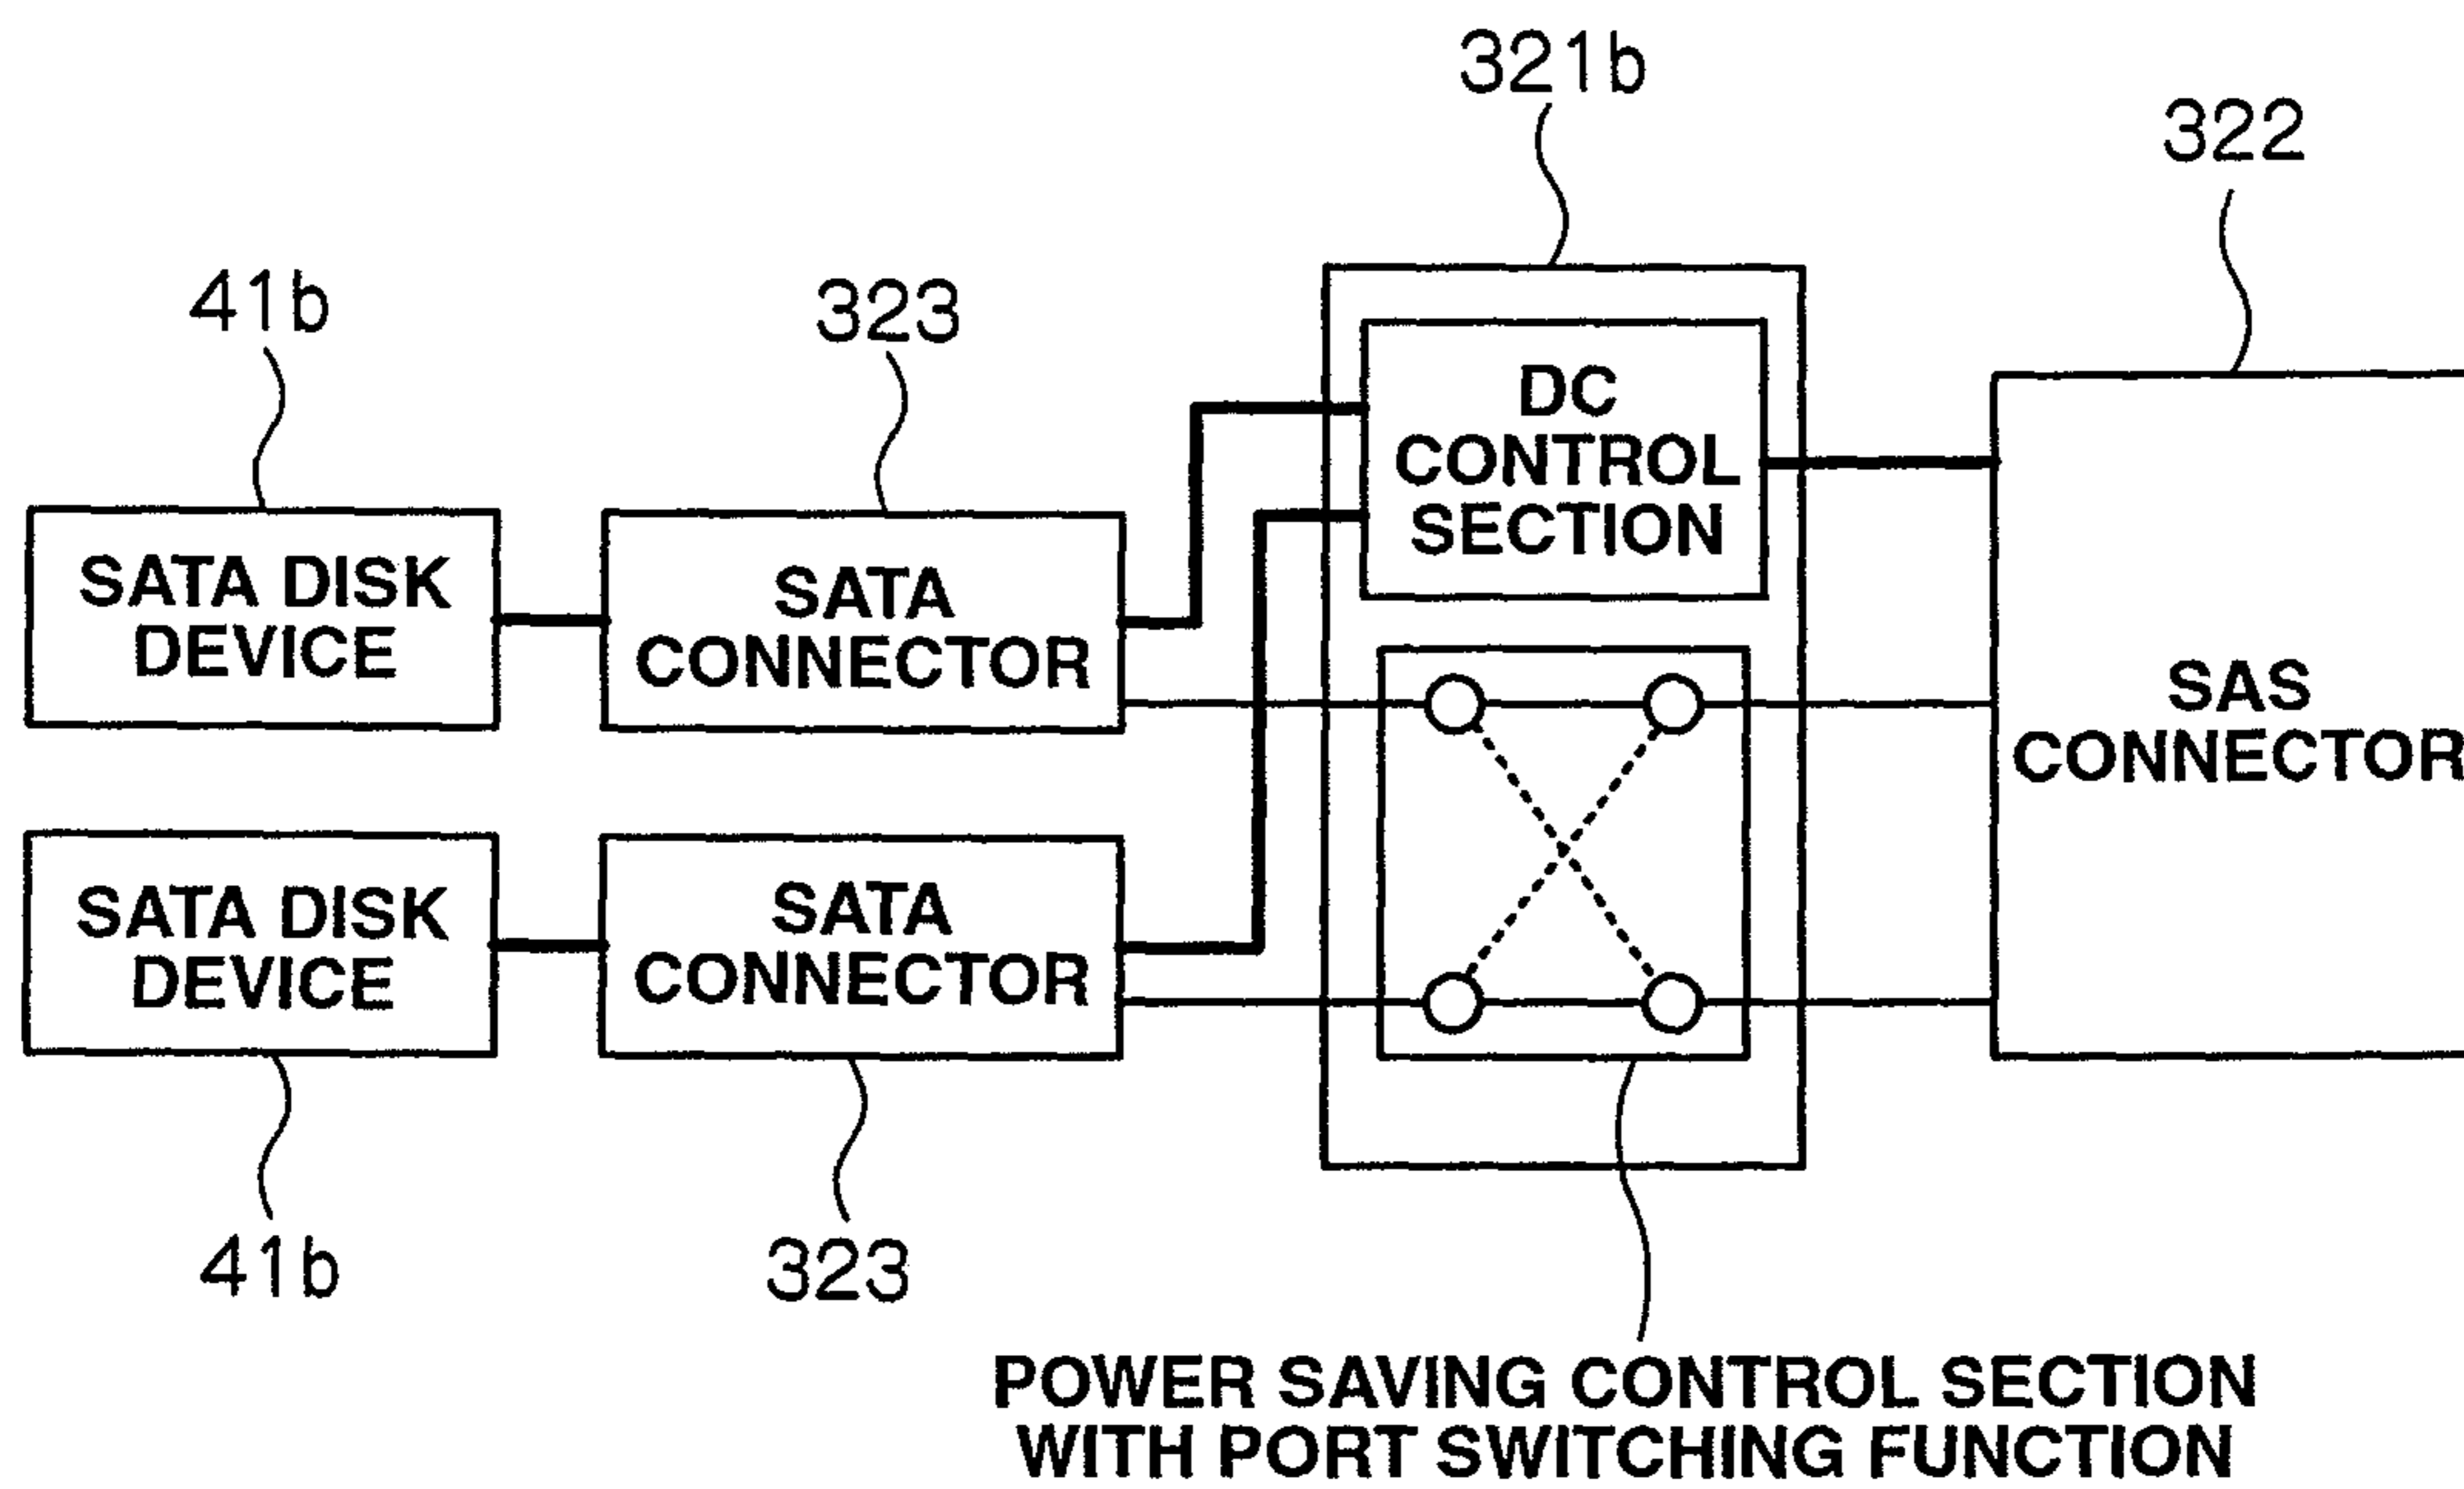 321b
322
41b
323
DC
CONTROL
SECTION
SATA DISK
DEVICE
SATA
CONNECTOR
SAS
CONNECTOR
SATA DISK
DEVICE
SATA
CONNECTOR
41b
323
POWER SAVING CONTROL SECTION
WITH PORT SWITCHING FUNCTION